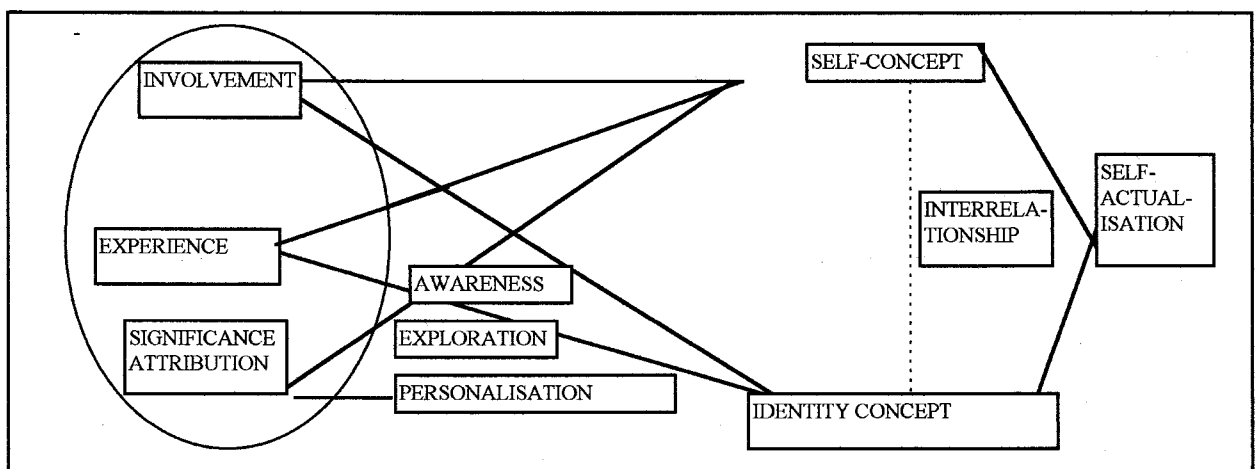 INVOLVEMENT
EXPERIENCE
SIGNIFICANCE
ATTRIBUTION
AWARENESS
EXPLORATION
PERSONALISATION
SELF-CONCEPT
INTERRELA-
TIONSHIP
IDENTITY CONCEPT
SELF-
ACTUAL-
ISATION